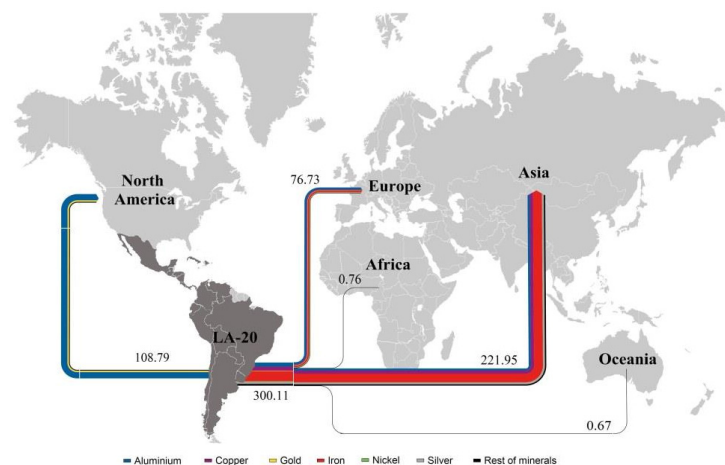 North
America
76.73
Europe
Asia
0.76
Africa
LA-20
108.79
221.95
Oceania
300.11
0.67
Aluminium Copper Gold Iron Nickel Silver Rest of minerals